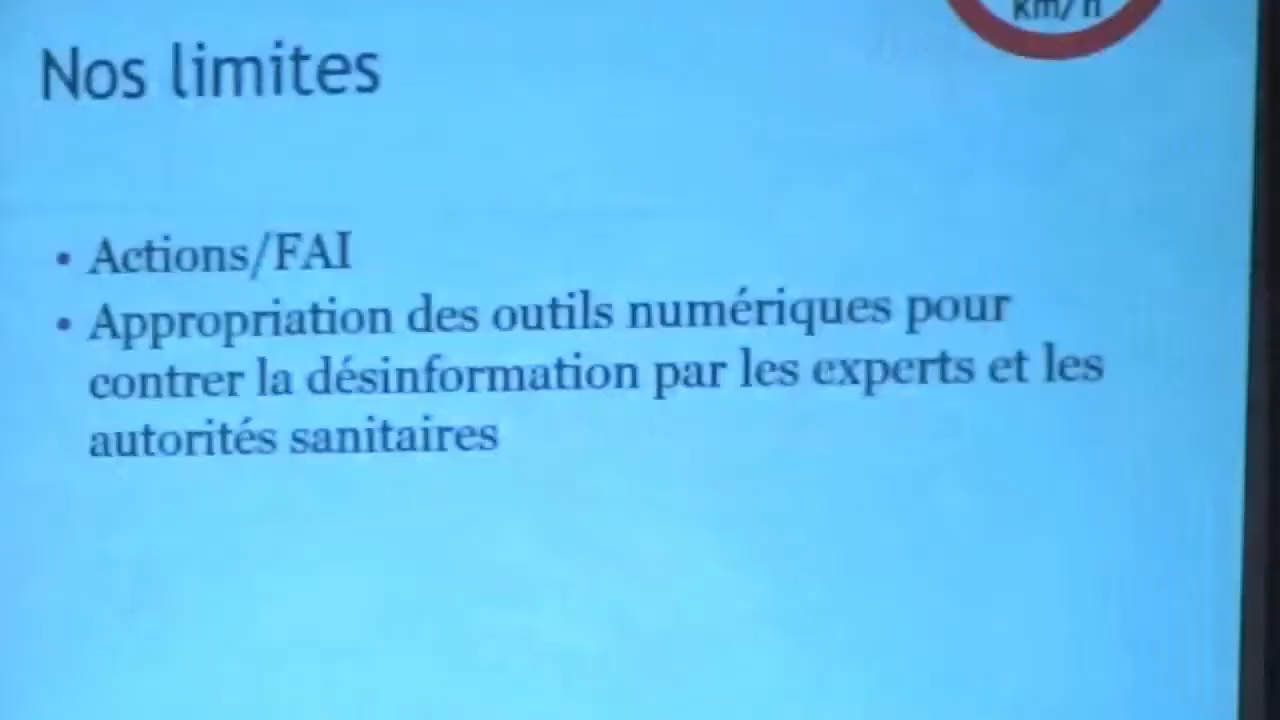 km/h
Nos limites
• Actions/FAI
• Appropriation des outils numériques pour
contrer la désinformation par les experts et les
autorités sanitaires